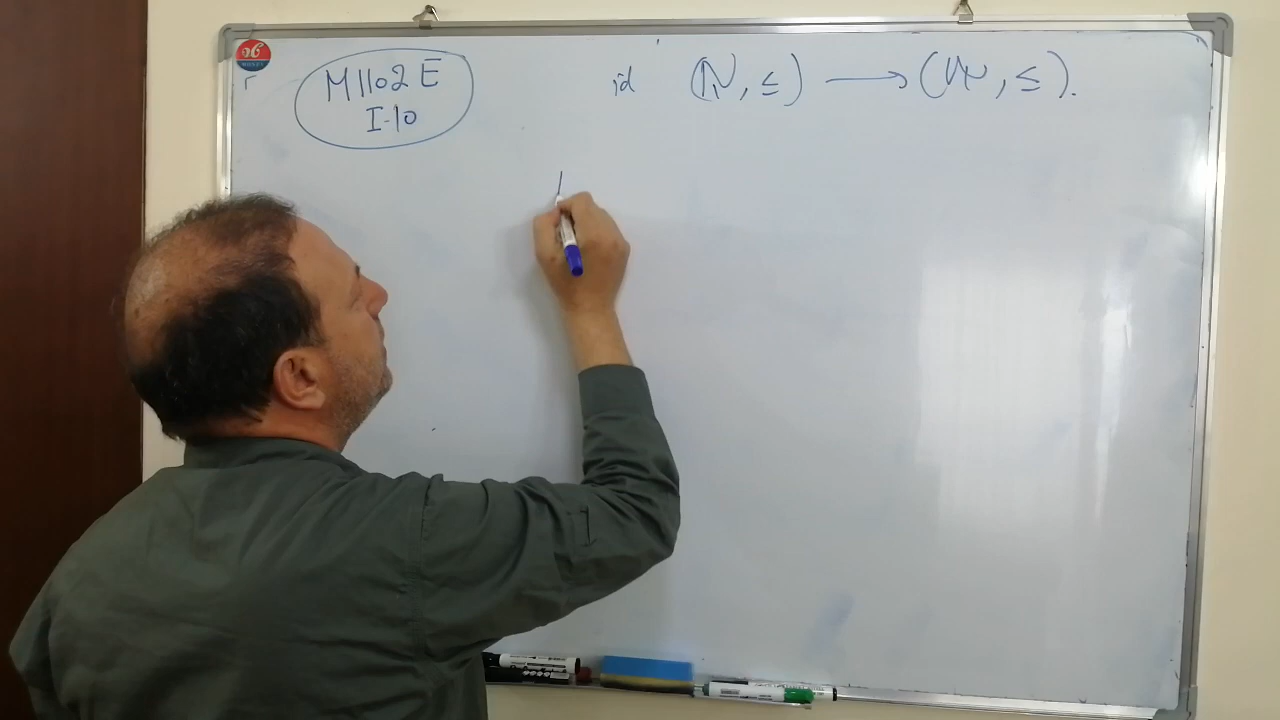 M1102 E
I-10
id (ℕ, ≤) ⟶ (ℕ, ≤).